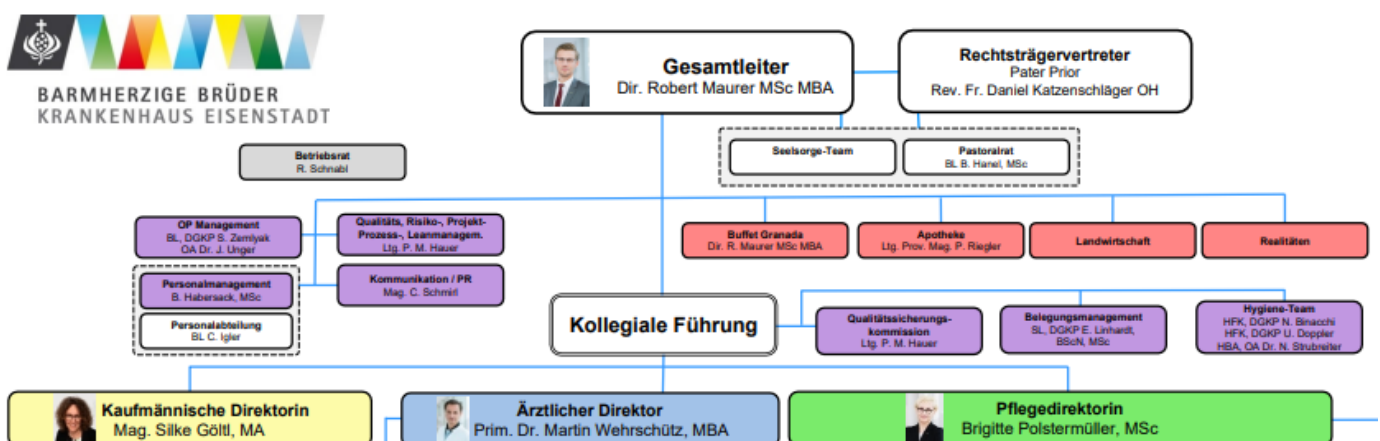 BARMHERZIGE BRÜDER
KRANKENHAUS EISENSTADT
Gesamtleiter
Dir. Robert Maurer MSc MBA
Rechtsträgervertreter
Pater Prior
Rev. Fr. Daniel Katzenschläger OH
Betriebsrat
R. Schnabl
Seelsorge-Team
Pastoralrat
BL B. Hanel, MSc
OP Management
BL, DGKP S. Zemlyak
OA Dr. J. Unger
Qualitäts, Risiko-, Projekt-
Prozess-, Leanmanagem.
Ltg. P. M. Hauer
Buffet Granada
Dir. R. Maurer MSc MBA
Apotheke
Ltg. Prov. Mag. P. Riegler
Landwirtschaft
Realitäten
Personalmanagement
B. Habersack, MSc
Kommunikation / PR
Mag. C. Schmirl
Personalabteilung
BL C. Igler
Kollegiale Führung
Qualitätssicherungs-
kommission
Ltg. P. M. Hauer
Belegungsmanagement
SL, DGKP E. Linhardt,
BScN, MSc
Hygiene-Team
HFK, DGKP N. Binacchi
HFK, DGKP U. Doppler
HBA, OA Dr. N. Strubreiter
Kaufmännische Direktorin
Mag. Silke Göltl, MA
Ärztlicher Direktor
Prim. Dr. Martin Wehrschütz, MBA
Pflegedirektorin
Brigitte Polstermüller, MSc